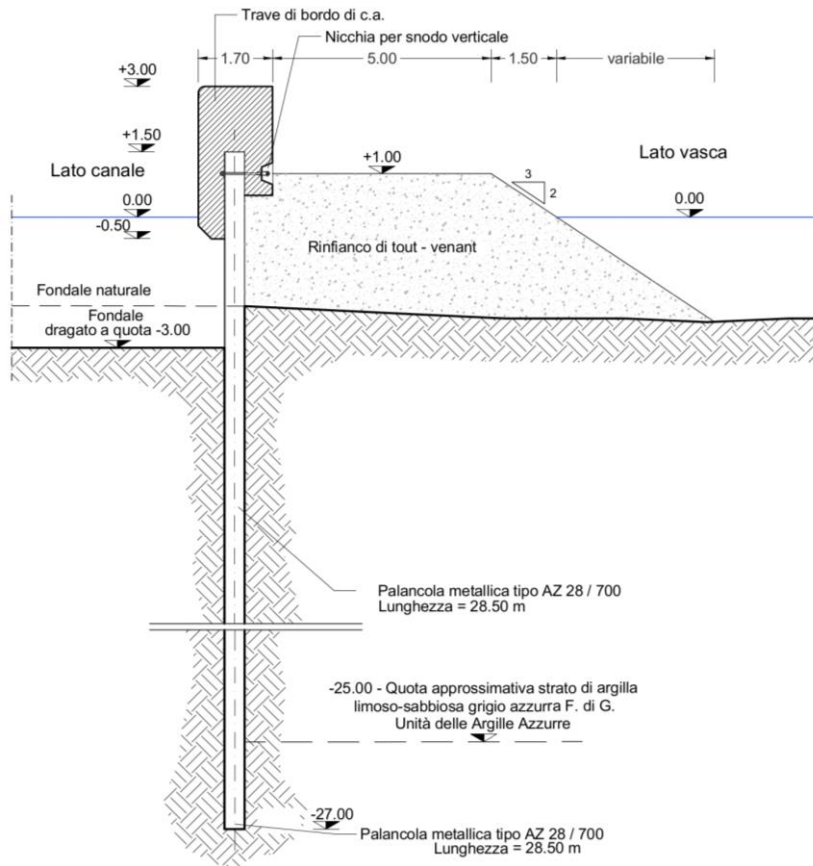 Trave di bordo di c.a.
Nicchia per snodo verticale
1.70
5.00
1.50
variabile
+3.00
+1.50
+1.00
3
2
Lato canale
Lato vasca
0.00
0.00
-0.50
Rinfianco di tout - venant
Fondale naturale
Fondale
dragato a quota -3.00
Palancola metallica tipo AZ 28 / 700
Lunghezza = 28.50 m
-25.00 - Quota approssimativa strato di argilla
limoso-sabbiosa grigio azzurra F. di G.
Unità delle Argille Azzurre
-27.00
Palancola metallica tipo AZ 28 / 700
Lunghezza = 28.50 m